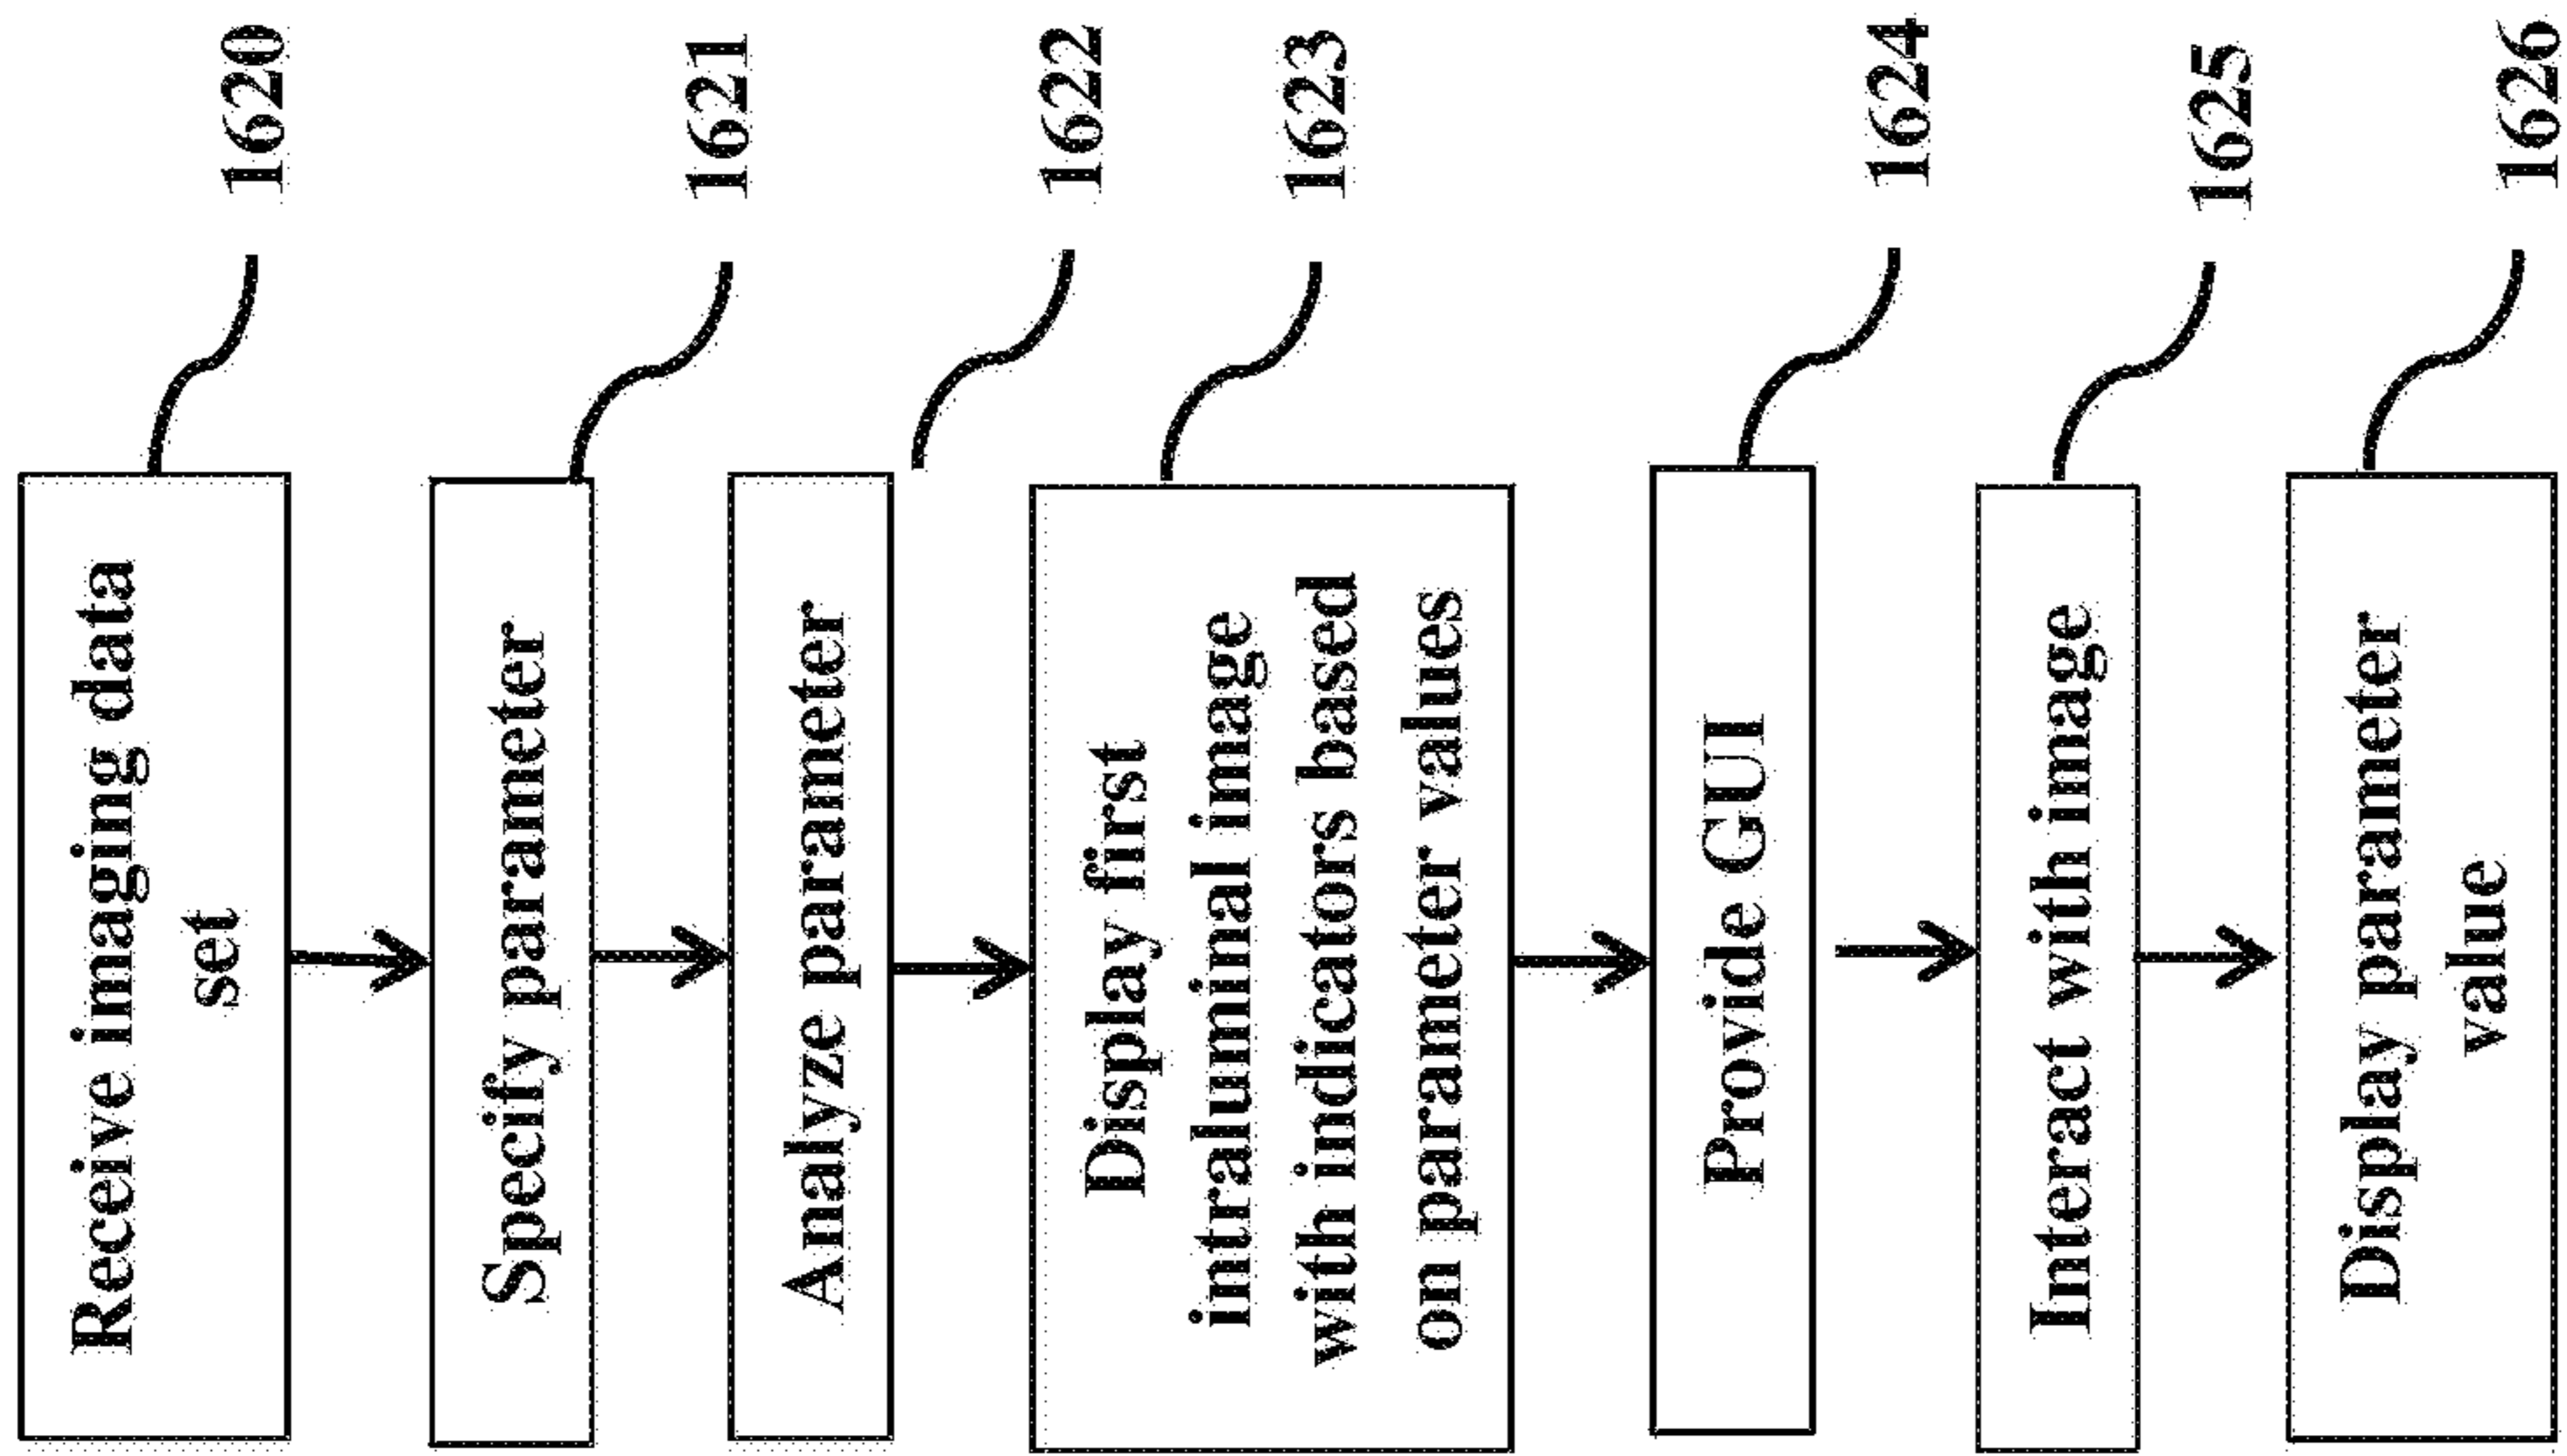 Receive imaging data
set
1620
Specify parameter
1621
Analyze parameter
1622
Display first
intraluminal image
with indicators based
on parameter values
1623
Provide GUI
1624
Interact with image
1625
Display parameter
value
1626